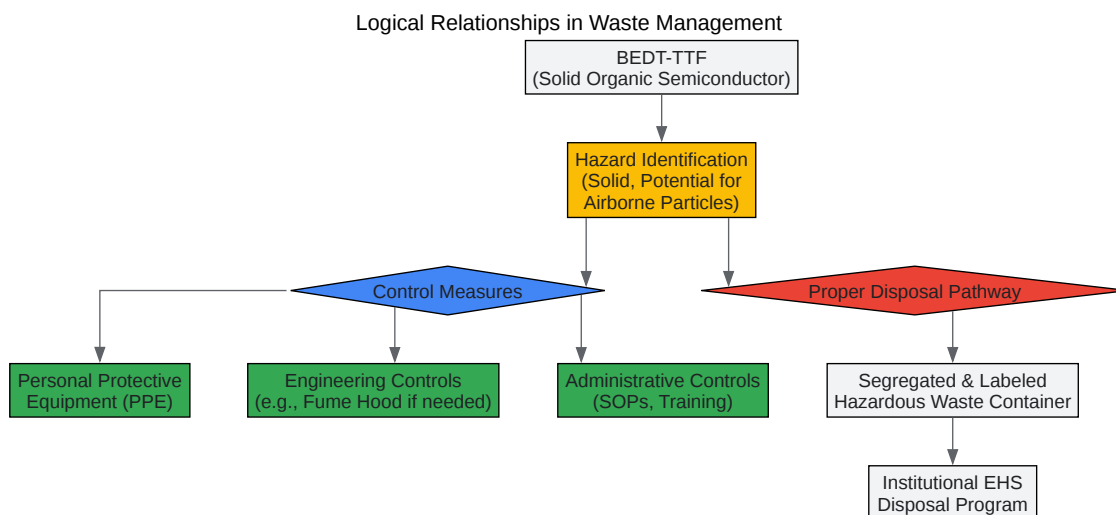 Logical Relationships in Waste Management
BEDT-TTF
(Solid Organic Semiconductor)
Hazard Identification
(Solid, Potential for
Airborne Particles)
Control Measures
Proper Disposal Pathway
Personal Protective
Equipment (PPE)
Engineering Controls
(e.g., Fume Hood if needed)
Administrative Controls
(SOPs, Training)
Segregated & Labeled
Hazardous Waste Container
Institutional EHS
Disposal Program